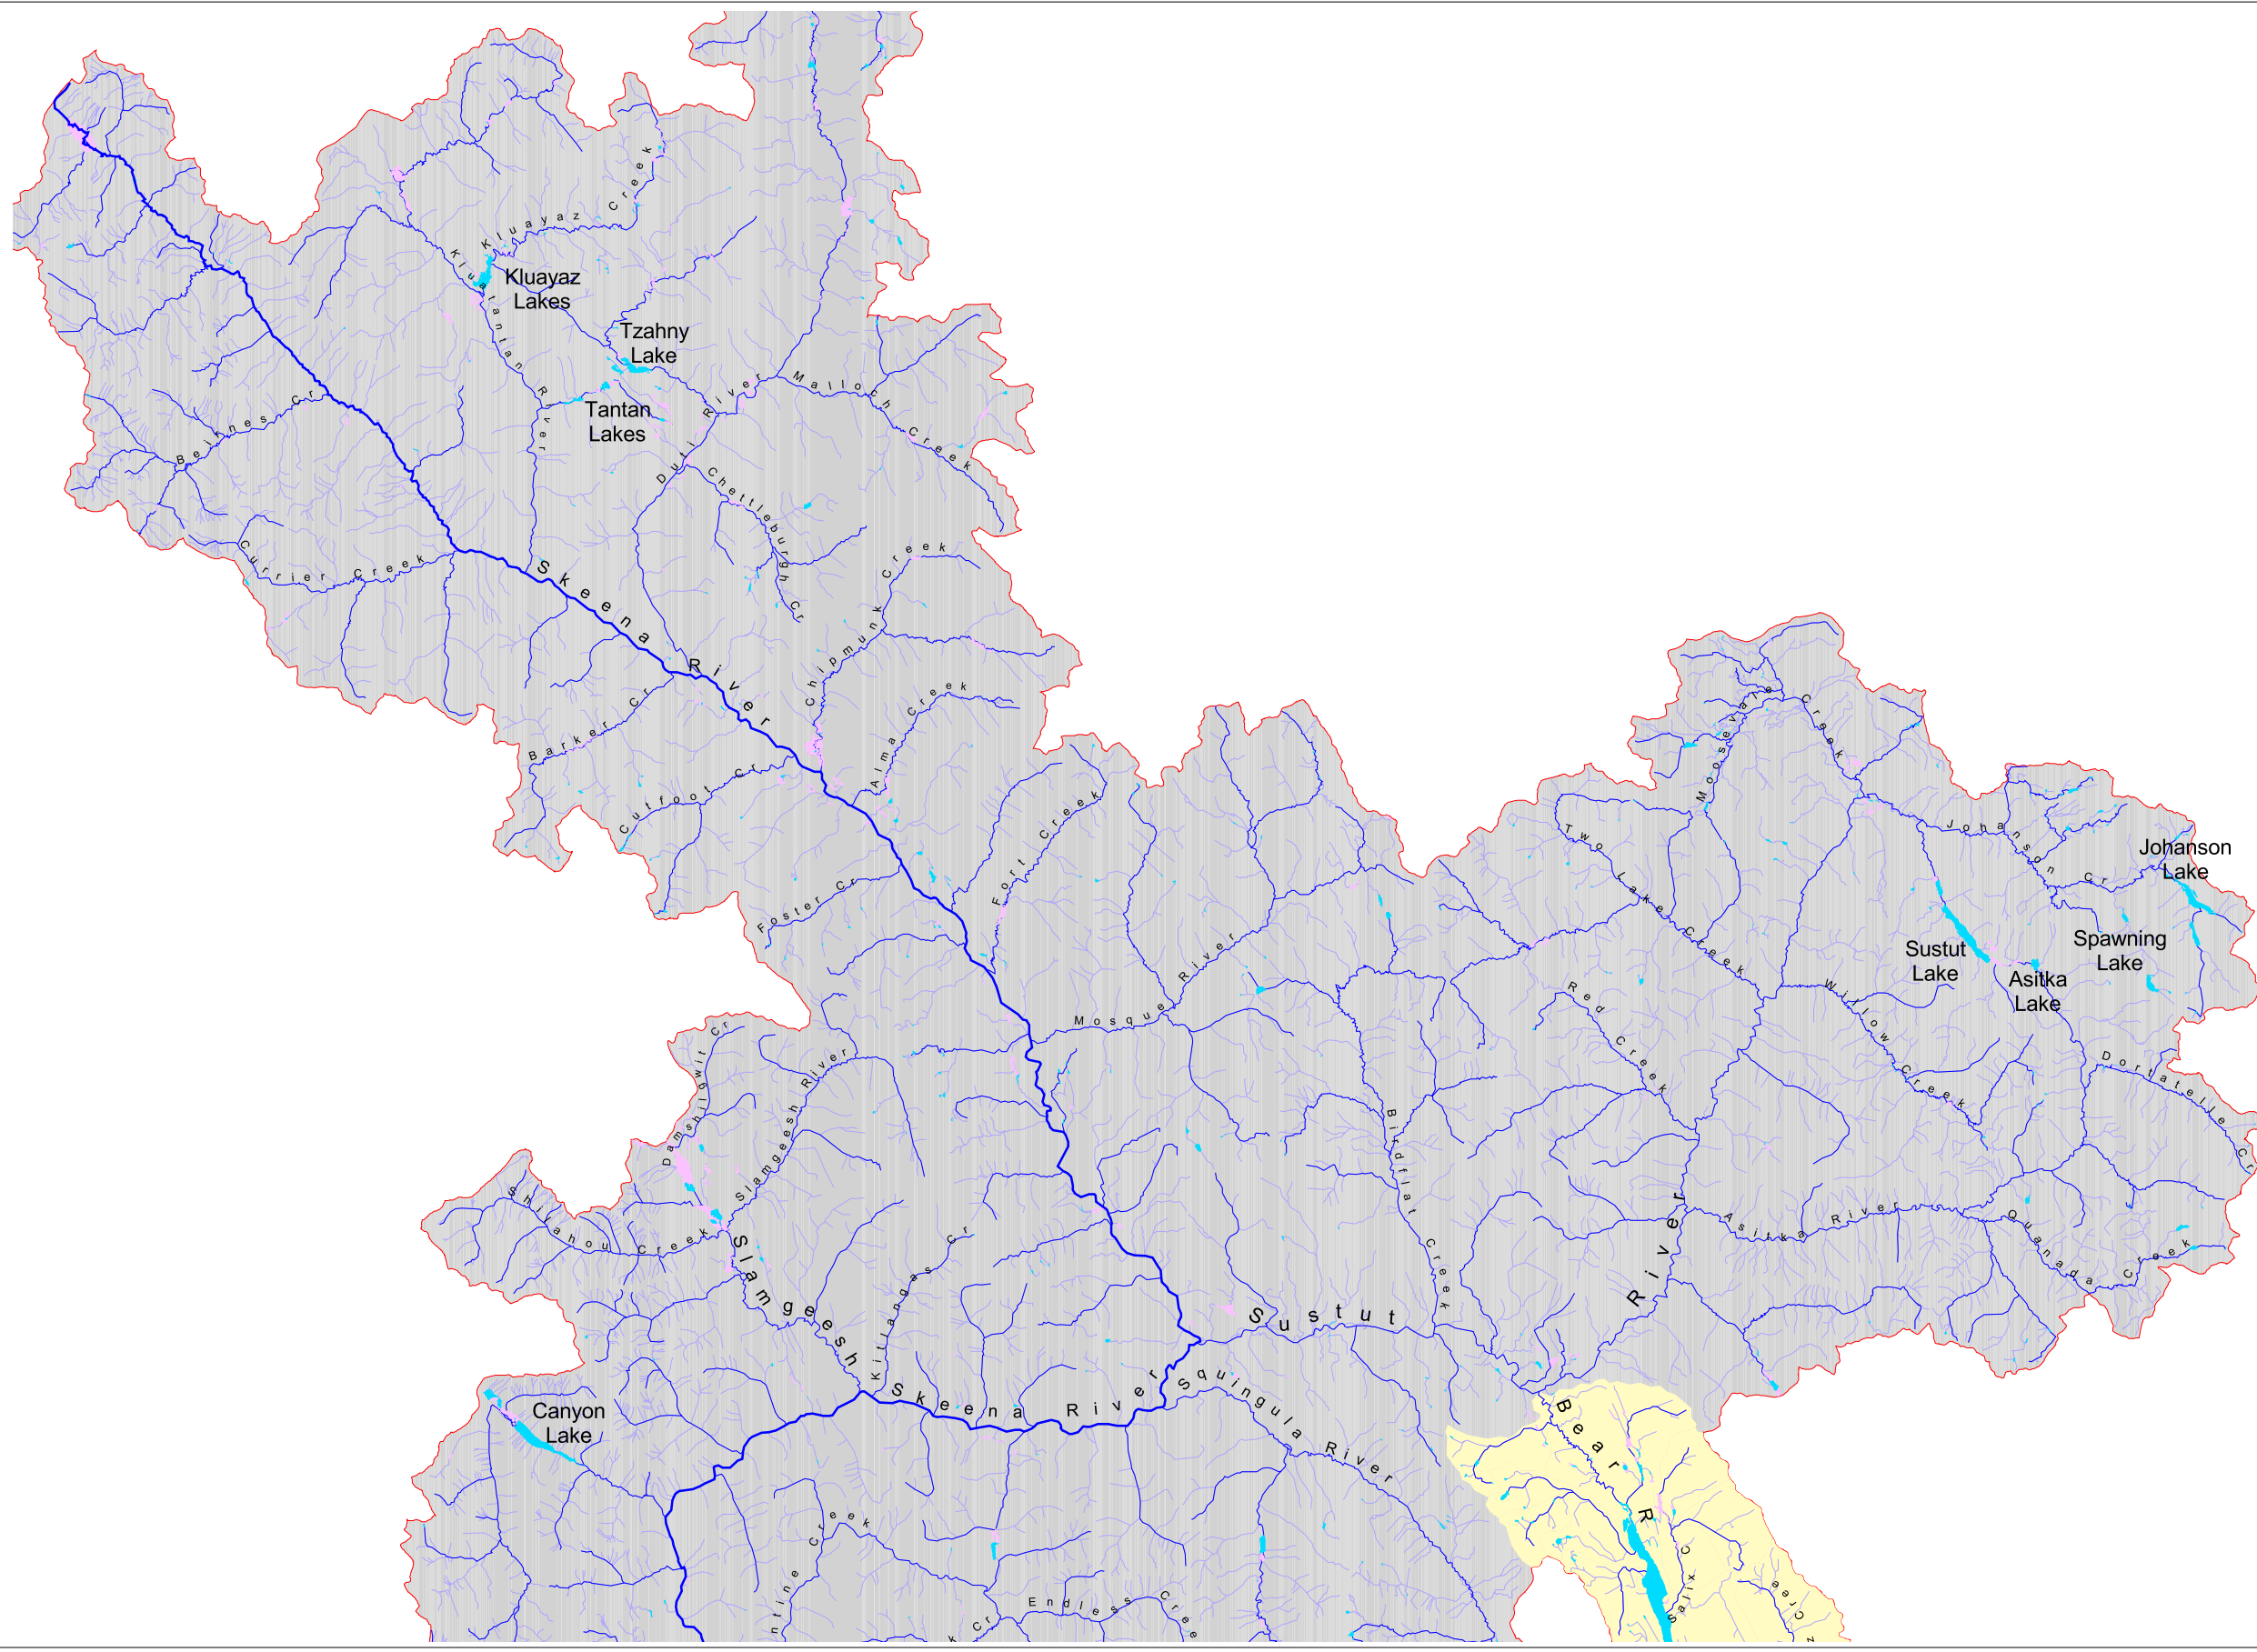 Kluayaz Creek
Kluatantan River
Kluayaz
Lakes
Tzahny
Lake
Tantan
Lakes
Duti River
Malloch Creek
Beirnes Cr
Chettleburgh Cr
Currier Creek
Skeena River
Chipmunk Creek
Barker Cr
Alma Creek
Cutfoot Cr
Fort Creek
Foster Cr
Moosevale Creek
Two Lake Creek
Johanson Cr
Johanson
Lake
Sustut
Lake
Spawning
Lake
Asitka
Lake
Mosque River
Red Creek
Willow Creek
Damshilgwit Cr
Slamgeesh River
Dortatelle Cr
Birdflat Creek
Shilahou Creek
Slamgeesh
Kitlangas Cr
Asitka River
Quanada Creek
Sustut River
Skeena River
Squingula River
Canyon
Lake
Bear R
ntine Creek
Endless Cree
k Cr
Salix C
Cree
z